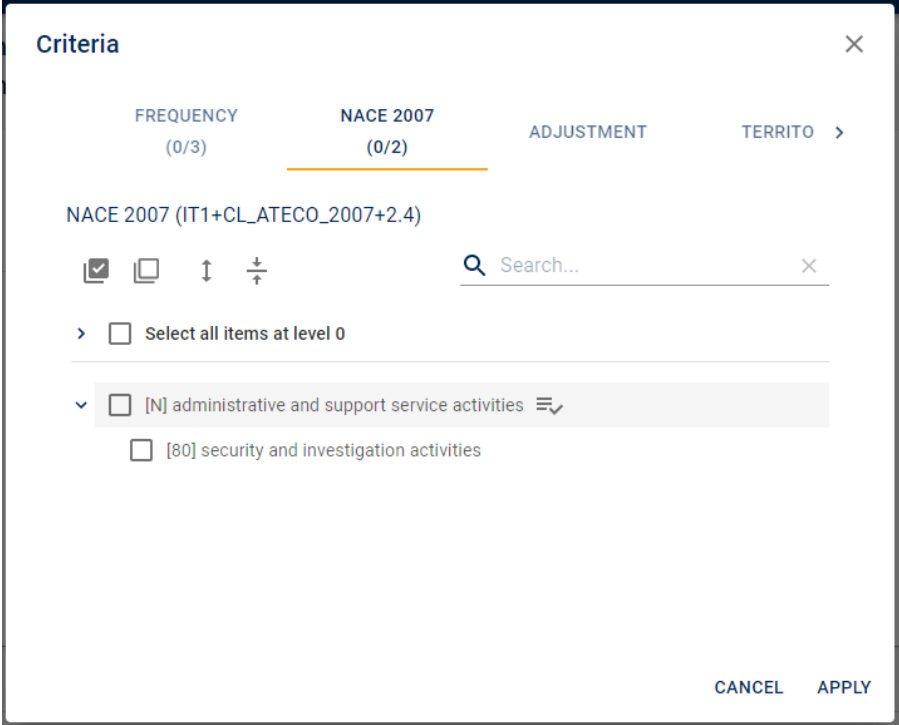 Criteria
FREQUENCY
(0/3)
NACE 2007
(0/2)
ADJUSTMENT
TERRITO
NACE 2007 (IT1+CL_ATECO_2007+2.4)
Search...
Select all items at level 0
[N] administrative and support service activities
[80] security and investigation activities
CANCEL
APPLY